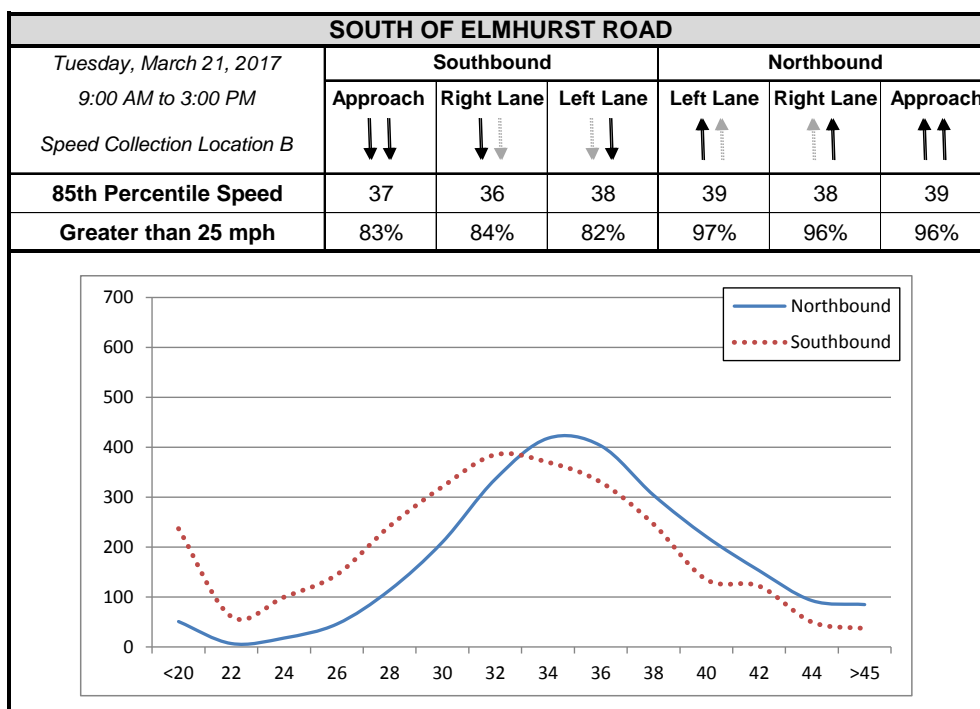 SOUTH OF ELMHURST ROAD
Tuesday, March 21, 2017
9:00 AM to 3:00 PM
Speed Collection Location B
Southbound Northbound
Approach Right Lane Left Lane Left Lane Right Lane Approach
85th Percentile Speed 37 36 38 39 38 39
Greater than 25 mph 83% 84% 82% 97% 96% 96%
700
600
500
400
300
200
100
0
Northbound
Southbound
<20 22 24 26 28 30 32 34 36 38 40 42 44 >45